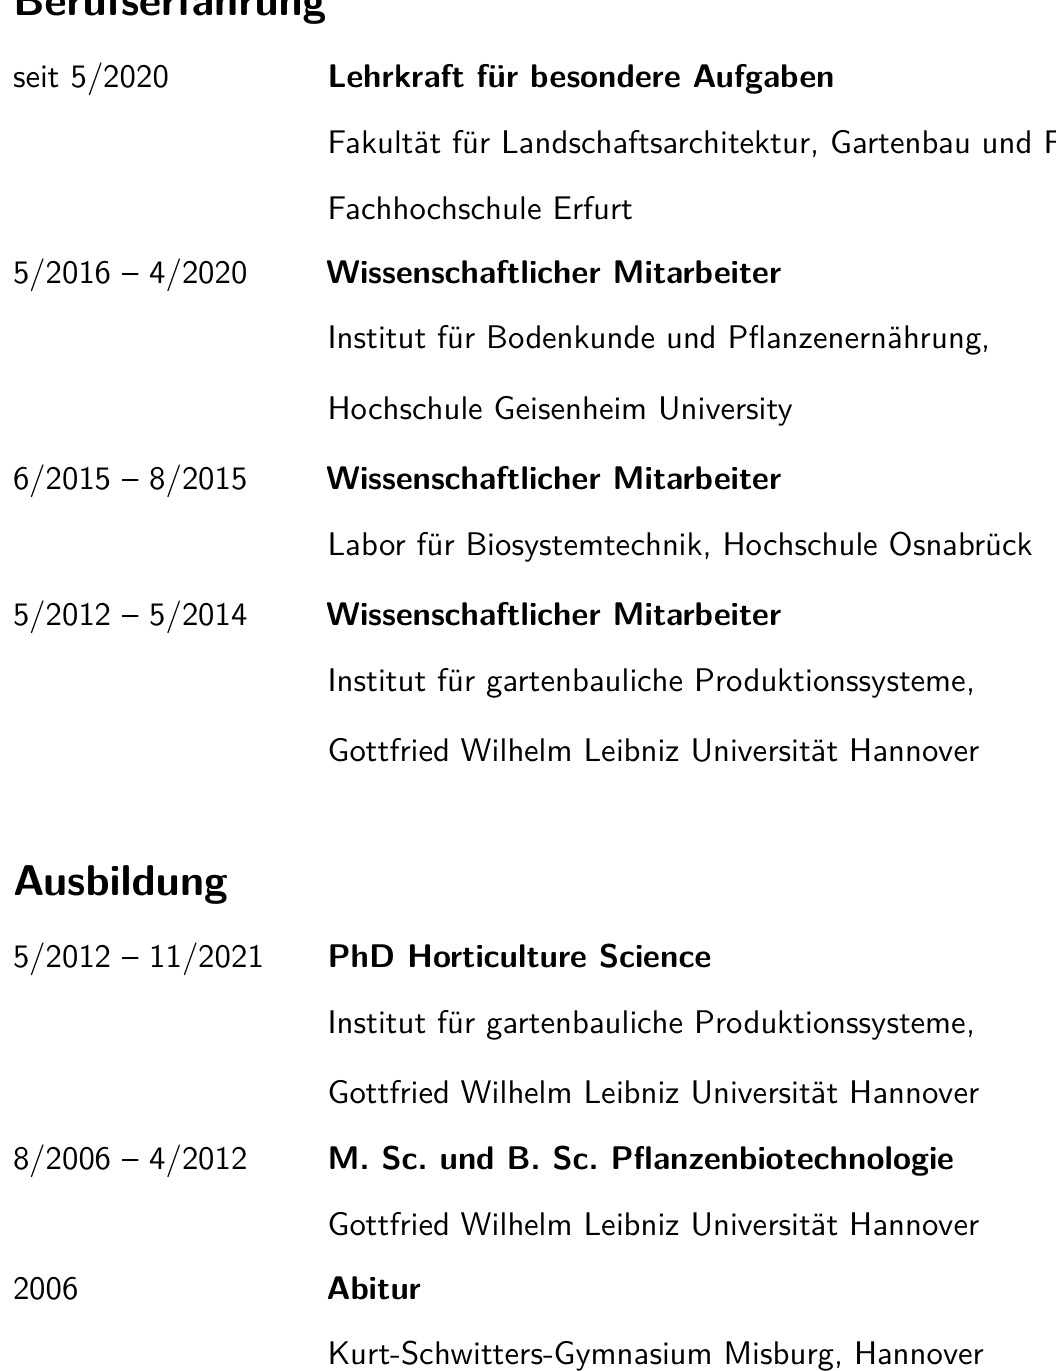 Berufserfahrung
seit 5/2020 Lehrkraft für besondere Aufgaben
Fakultät für Landschaftsarchitektur, Gartenbau und F
Fachhochschule Erfurt
5/2016 – 4/2020 Wissenschaftlicher Mitarbeiter
Institut für Bodenkunde und Pflanzenernährung,
Hochschule Geisenheim University
6/2015 – 8/2015 Wissenschaftlicher Mitarbeiter
Labor für Biosystemtechnik, Hochschule Osnabrück
5/2012 – 5/2014 Wissenschaftlicher Mitarbeiter
Institut für gartenbauliche Produktionssysteme,
Gottfried Wilhelm Leibniz Universität Hannover
Ausbildung
5/2012 – 11/2021 PhD Horticulture Science
Institut für gartenbauliche Produktionssysteme,
Gottfried Wilhelm Leibniz Universität Hannover
8/2006 – 4/2012 M. Sc. und B. Sc. Pflanzenbiotechnologie
Gottfried Wilhelm Leibniz Universität Hannover
2006 Abitur
Kurt-Schwitters-Gymnasium Misburg, Hannover